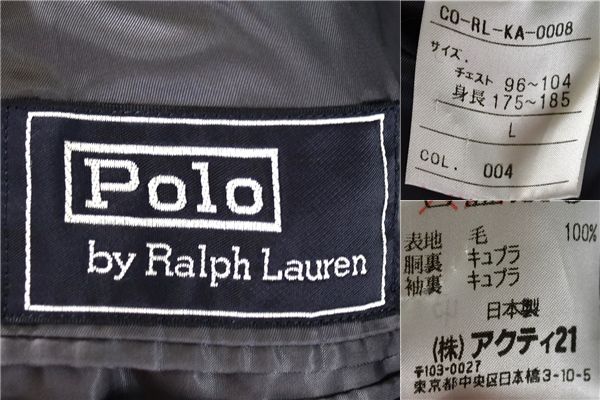 Polo
by Ralph Lauren
CO-RL-KA-0008
サイズ.
チェスト 96~104
身長 175~185
L
COL. 004
表地 毛 100%
胴裏 キュプラ
袖裏 キュプラ
日本製
(株)アクティ21
〒103-0027
東京都中央区日本橋3-10-5